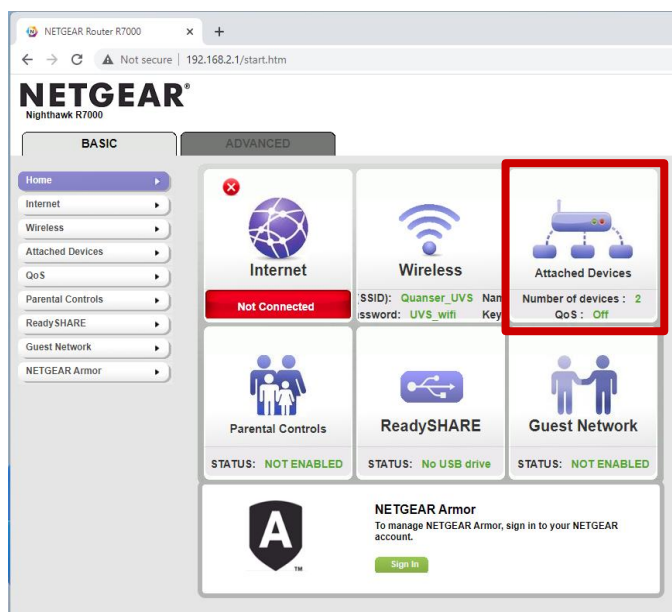 NETGEAR Router R7000
Not secure | 192.168.2.1/start.htm
NETGEAR®
Nighthawk R7000
BASIC
ADVANCED
Home
Internet
Wireless
Attached Devices
QoS
Parental Controls
ReadySHARE
Guest Network
NETGEAR Armor
Internet
Not Connected
Wireless
SSID): Quanser_UVS Nam
ssword: UVS_wifi Key
Attached Devices
Number of devices : 2
QoS : Off
Parental Controls
STATUS: NOT ENABLED
ReadySHARE
STATUS: No USB drive
Guest Network
STATUS: NOT ENABLED
A
TM
NETGEAR Armor
To manage NETGEAR Armor, sign in to your NETGEAR
account.
Sign In